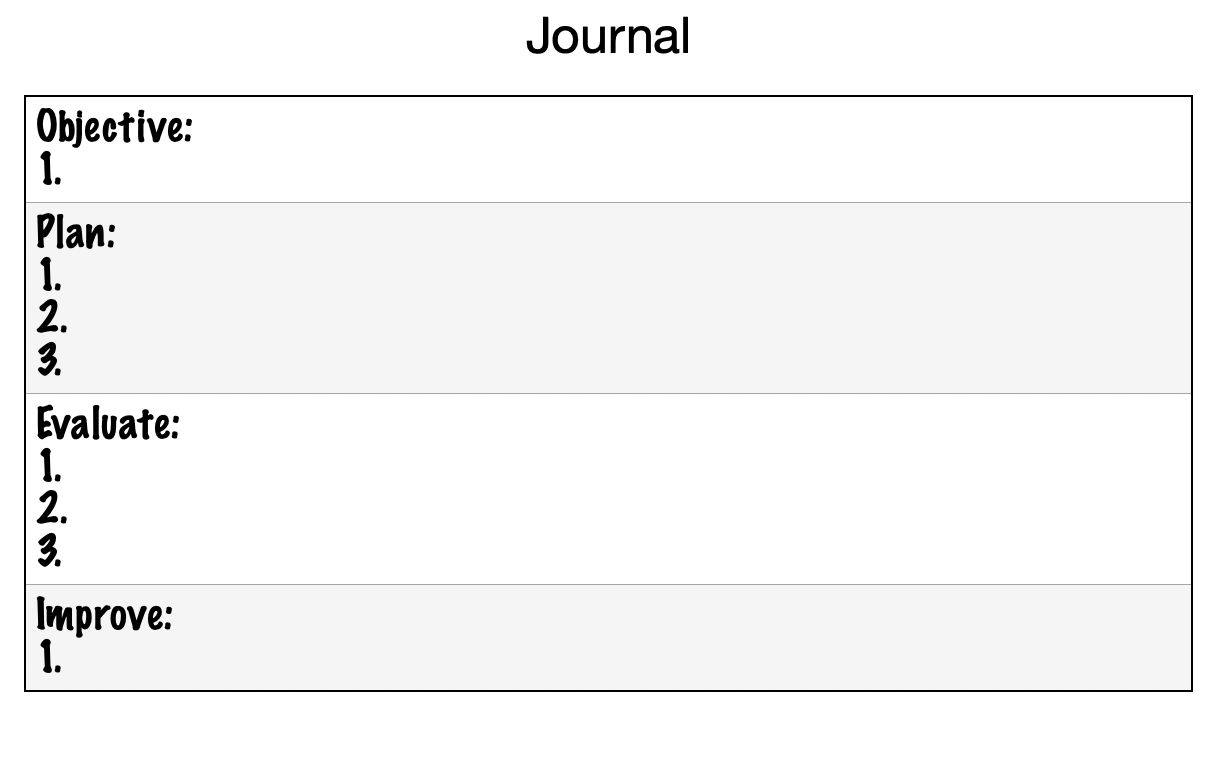 Journal
Objective:
1.
Plan:
1.
2.
3.
Evaluate:
1.
2.
3.
Improve:
1.